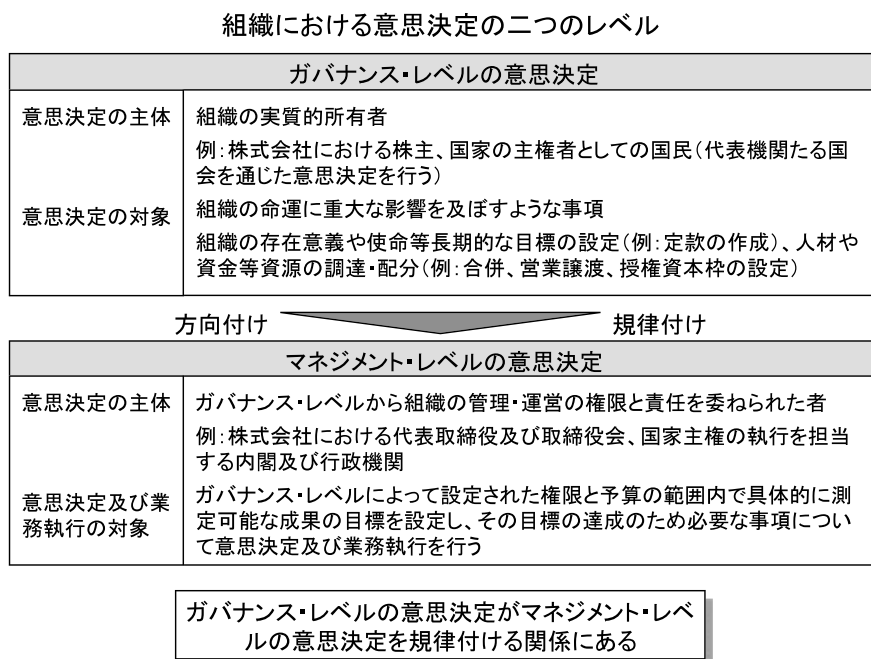 組織における意思決定の二つのレベル
ガバナンス・レベルの意思決定
意思決定の主体
組織の実質的所有者
例：株式会社における株主、国家の主権者としての国民（代表機関たる国
会を通じた意思決定を行う）
意思決定の対象
組織の命運に重大な影響を及ぼすような事項
組織の存在意義や使命等長期的な目標の設定（例：定款の作成）、人材や
資金等資源の調達・配分（例：合併、営業譲渡、授権資本枠の設定）
方向付け
規律付け
マネジメント・レベルの意思決定
意思決定の主体
ガバナンス・レベルから組織の管理・運営の権限と責任を委ねられた者
例：株式会社における代表取締役及び取締役会、国家主権の執行を担当
する内閣及び行政機関
意思決定及び業
務執行の対象
ガバナンス・レベルによって設定された権限と予算の範囲内で具体的に測
定可能な成果の目標を設定し、その目標の達成のため必要な事項につい
て意思決定及び業務執行を行う
ガバナンス・レベルの意思決定がマネジメント・レベ
ルの意思決定を規律付ける関係にある